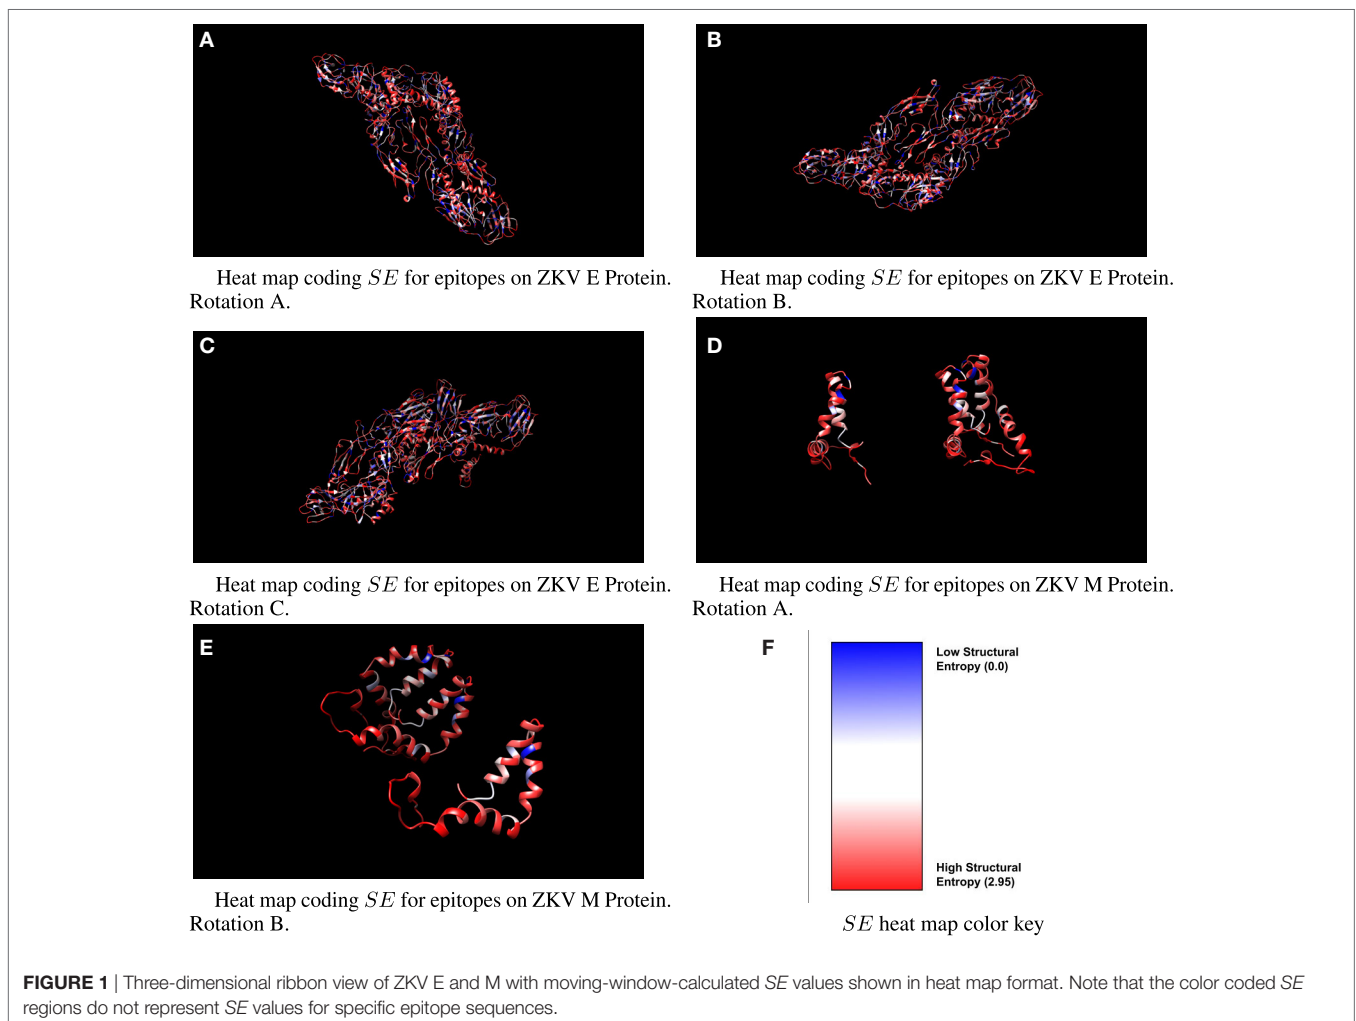 A
Heat map coding SE for epitopes on ZKV E Protein.
Rotation A.
B
Heat map coding SE for epitopes on ZKV E Protein.
Rotation B.
C
Heat map coding SE for epitopes on ZKV E Protein.
Rotation C.
D
Heat map coding SE for epitopes on ZKV M Protein.
Rotation A.
E
Heat map coding SE for epitopes on ZKV M Protein.
Rotation B.
F
Low Structural
Entropy (0.0)
High Structural
Entropy (2.95)
SE heat map color key
FIGURE 1 | Three-dimensional ribbon view of ZKV E and M with moving-window-calculated SE values shown in heat map format. Note that the color coded SE
regions do not represent SE values for specific epitope sequences.